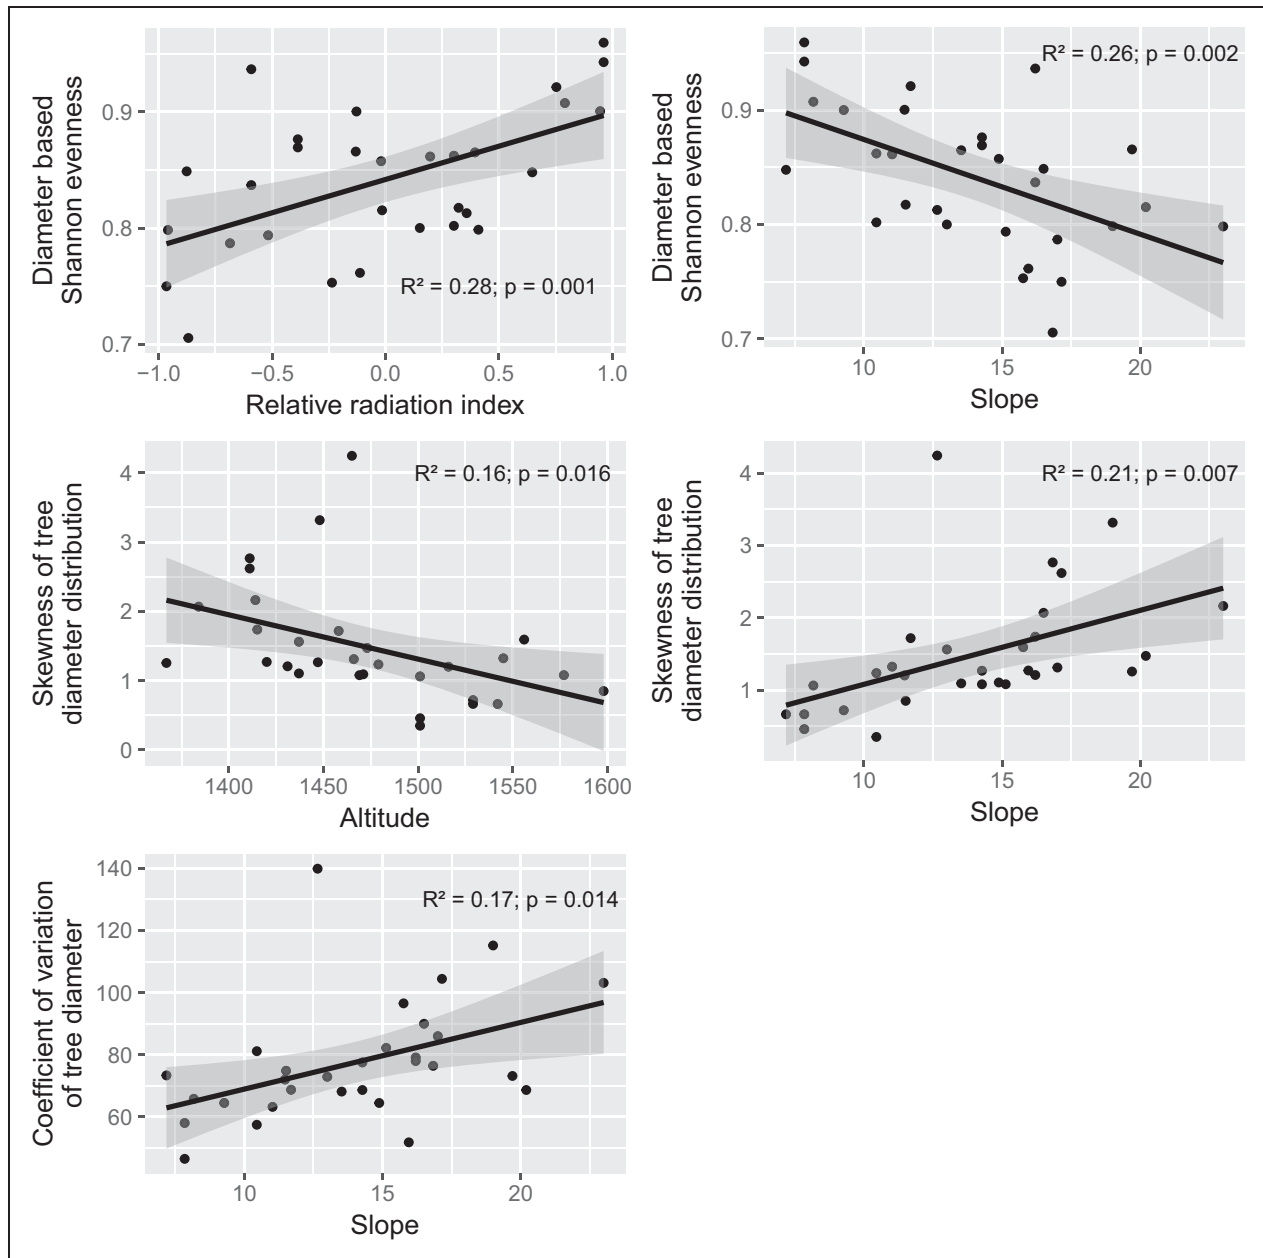 Diameter based
Shannon evenness
0.9
0.8
0.7
R² = 0.28; p = 0.001
−1.0 −0.5 0.0 0.5 1.0
Relative radiation index
Diameter based
Shannon evenness
0.9
0.8
0.7
R² = 0.26; p = 0.002
10 15 20
Slope
Skewness of tree
diameter distribution
4
3
2
1
0
R² = 0.16; p = 0.016
1400 1450 1500 1550 1600
Altitude
Skewness of tree
diameter distribution
4
3
2
1
R² = 0.21; p = 0.007
10 15 20
Slope
Coefficient of variation
of tree diameter
140
120
100
80
60
R² = 0.17; p = 0.014
10 15 20
Slope